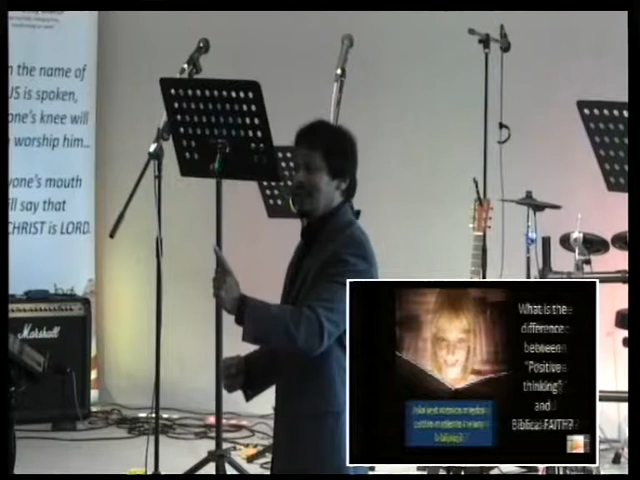 n the name of
US is spoken,
one's knee will
worship him...
yone's mouth
ll say that
CHRIST is LORD.
Marshall
What is the
difference
between
"Positive
thinking"
and
Biblical FAITH?